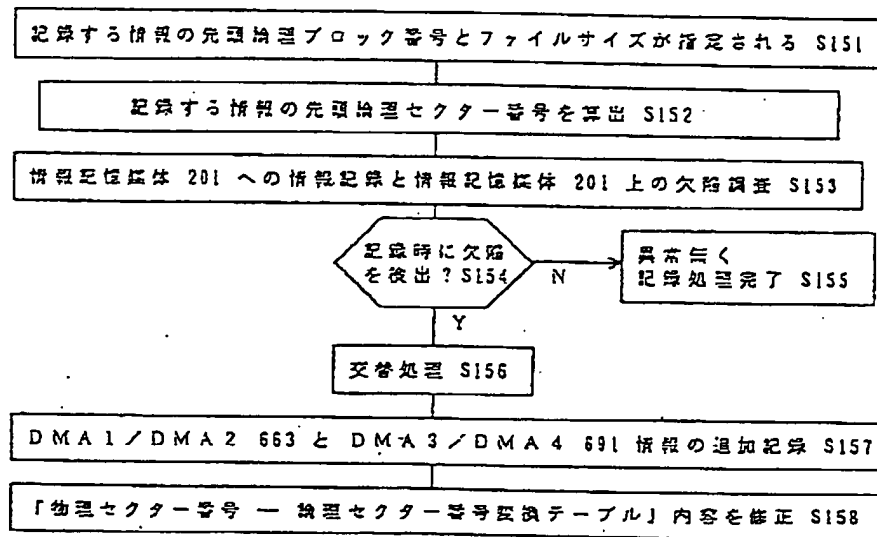 記録する情報の先頭論理ブロック番号とファイルサイズが指定される S151
記録する情報の先頭論理セクター番号を算出 S152
情報記憶媒体 201 への情報記録と情報記憶媒体 201 上の欠陥調査 S153
記録時に欠陥
を検出？S154
N
異常無く
記録処理完了 S155
Y
交替処理 S156
DMA1／DMA2 663 と DMA3／DMA4 691 情報の追加記録 S157
『物理セクター番号 ― 論理セクター番号変換テーブル』内容を修正 S158